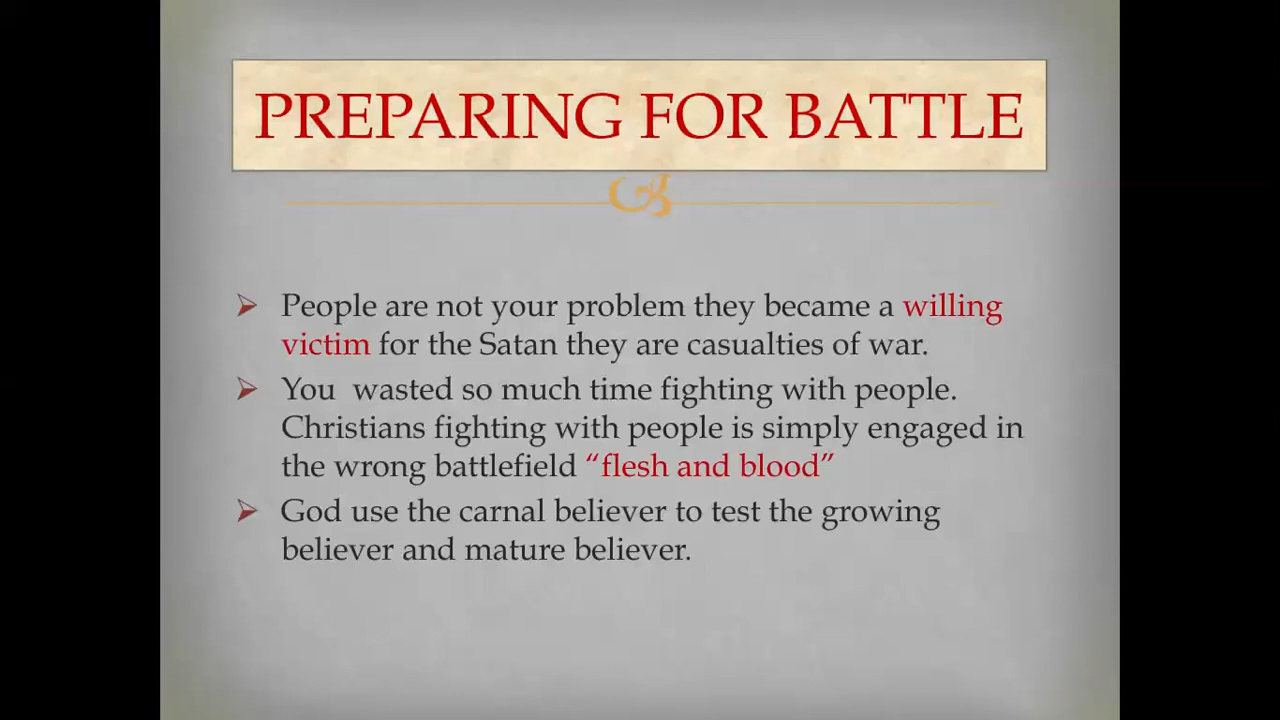 PREPARING FOR BATTLE
People are not your problem they became a willing
victim for the Satan they are casualties of war.
You wasted so much time fighting with people.
Christians fighting with people is simply engaged in
the wrong battlefield “flesh and blood”
God use the carnal believer to test the growing
believer and mature believer.